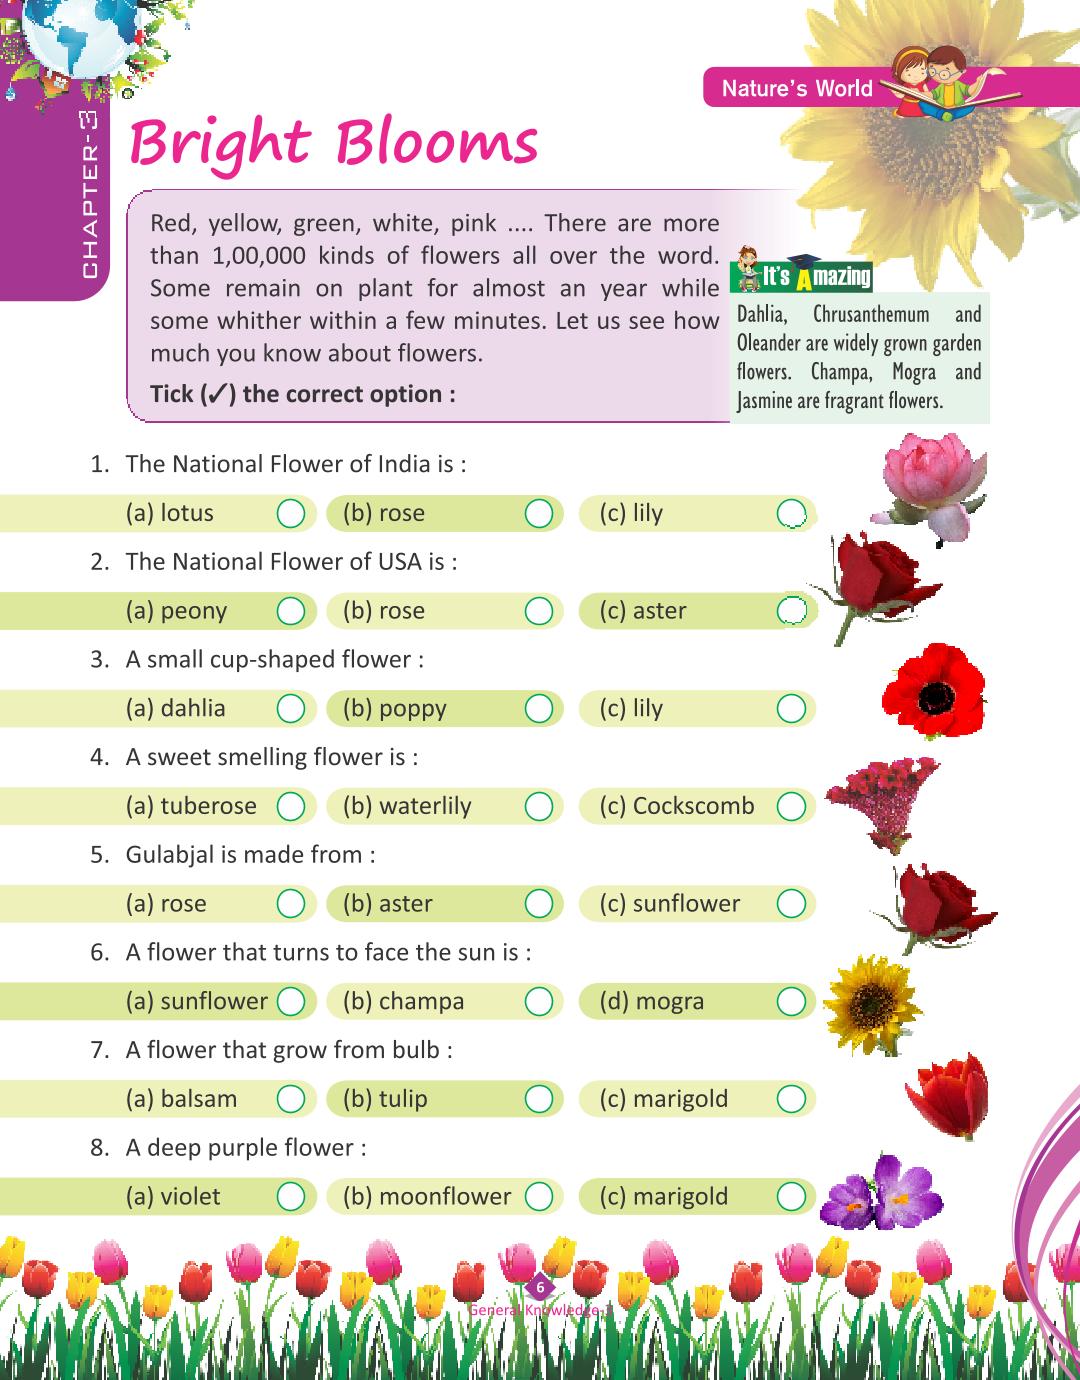 CHAPTER-3
Nature's World
Bright Blooms
Red, yellow, green, white, pink .... There are more
than 1,00,000 kinds of flowers all over the word.
Some remain on plant for almost an year while
some whither within a few minutes. Let us see how
much you know about flowers.
Tick (✓) the correct option :
It's Amazing
Dahlia, Chrusanthemum and
Oleander are widely grown garden
flowers. Champa, Mogra and
Jasmine are fragrant flowers.
1. The National Flower of India is :
(a) lotus (b) rose (c) lily
2. The National Flower of USA is :
(a) peony (b) rose (c) aster
3. A small cup-shaped flower :
(a) dahlia (b) poppy (c) lily
4. A sweet smelling flower is :
(a) tuberose (b) waterlily (c) Cockscomb
5. Gulabjal is made from :
(a) rose (b) aster (c) sunflower
6. A flower that turns to face the sun is :
(a) sunflower (b) champa (d) mogra
7. A flower that grow from bulb :
(a) balsam (b) tulip (c) marigold
8. A deep purple flower :
(a) violet (b) moonflower (c) marigold
6
General Knowledge-3